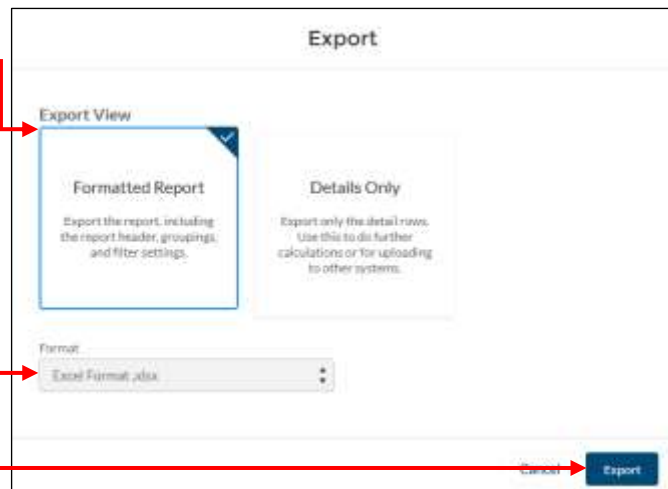 Export
Export View
Formatted Report
Export the report, including
the report header, groupings,
and filter settings.
Details Only
Export only the detail rows.
Use this to do further
calculations or for uploading
to other systems.
Format
Excel Format .xlsx
Cancel
Export